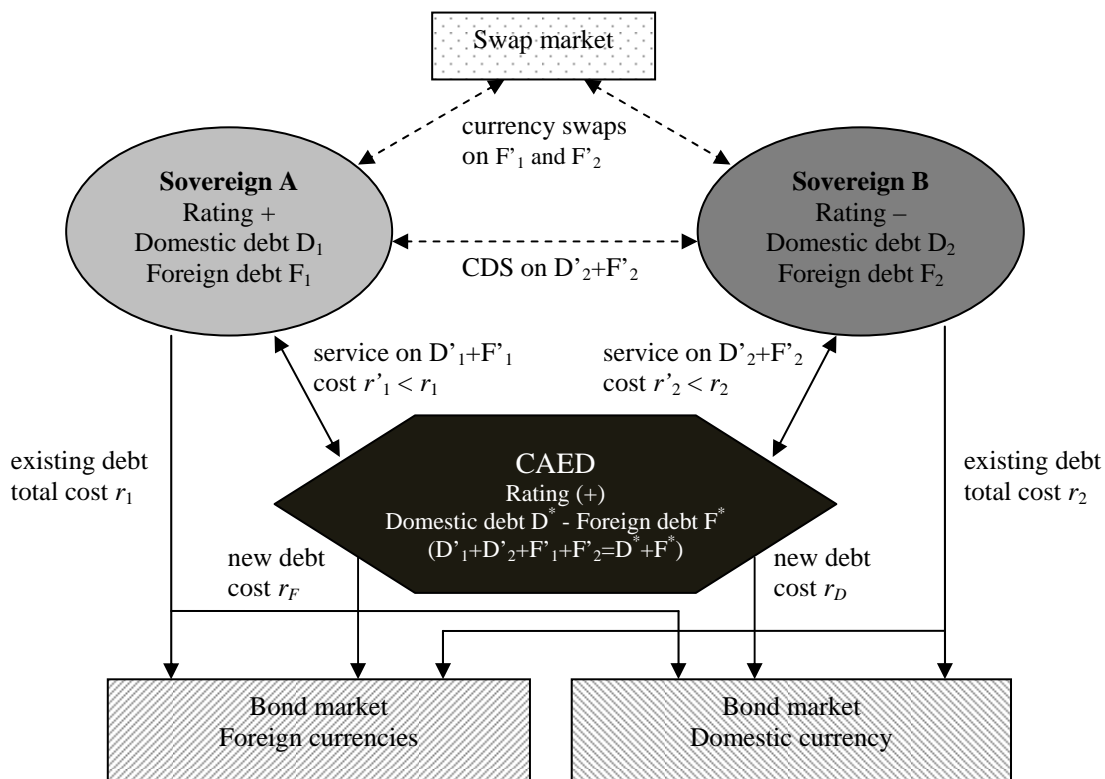 Swap market
currency swaps
on F’₁ and F’₂
Sovereign A
Rating +
Domestic debt D₁
Foreign debt F₁
Sovereign B
Rating –
Domestic debt D₂
Foreign debt F₂
CDS on D’₂+F’₂
service on D’₁+F’₁
cost r’₁ < r₁
service on D’₂+F’₂
cost r’₂ < r₂
existing debt
total cost r₁
existing debt
total cost r₂
CAED
Rating (+)
Domestic debt D* - Foreign debt F*
(D’₁+D’₂+F’₁+F’₂=D*+F*)
new debt
cost r_F
new debt
cost r_D
Bond market
Foreign currencies
Bond market
Domestic currency